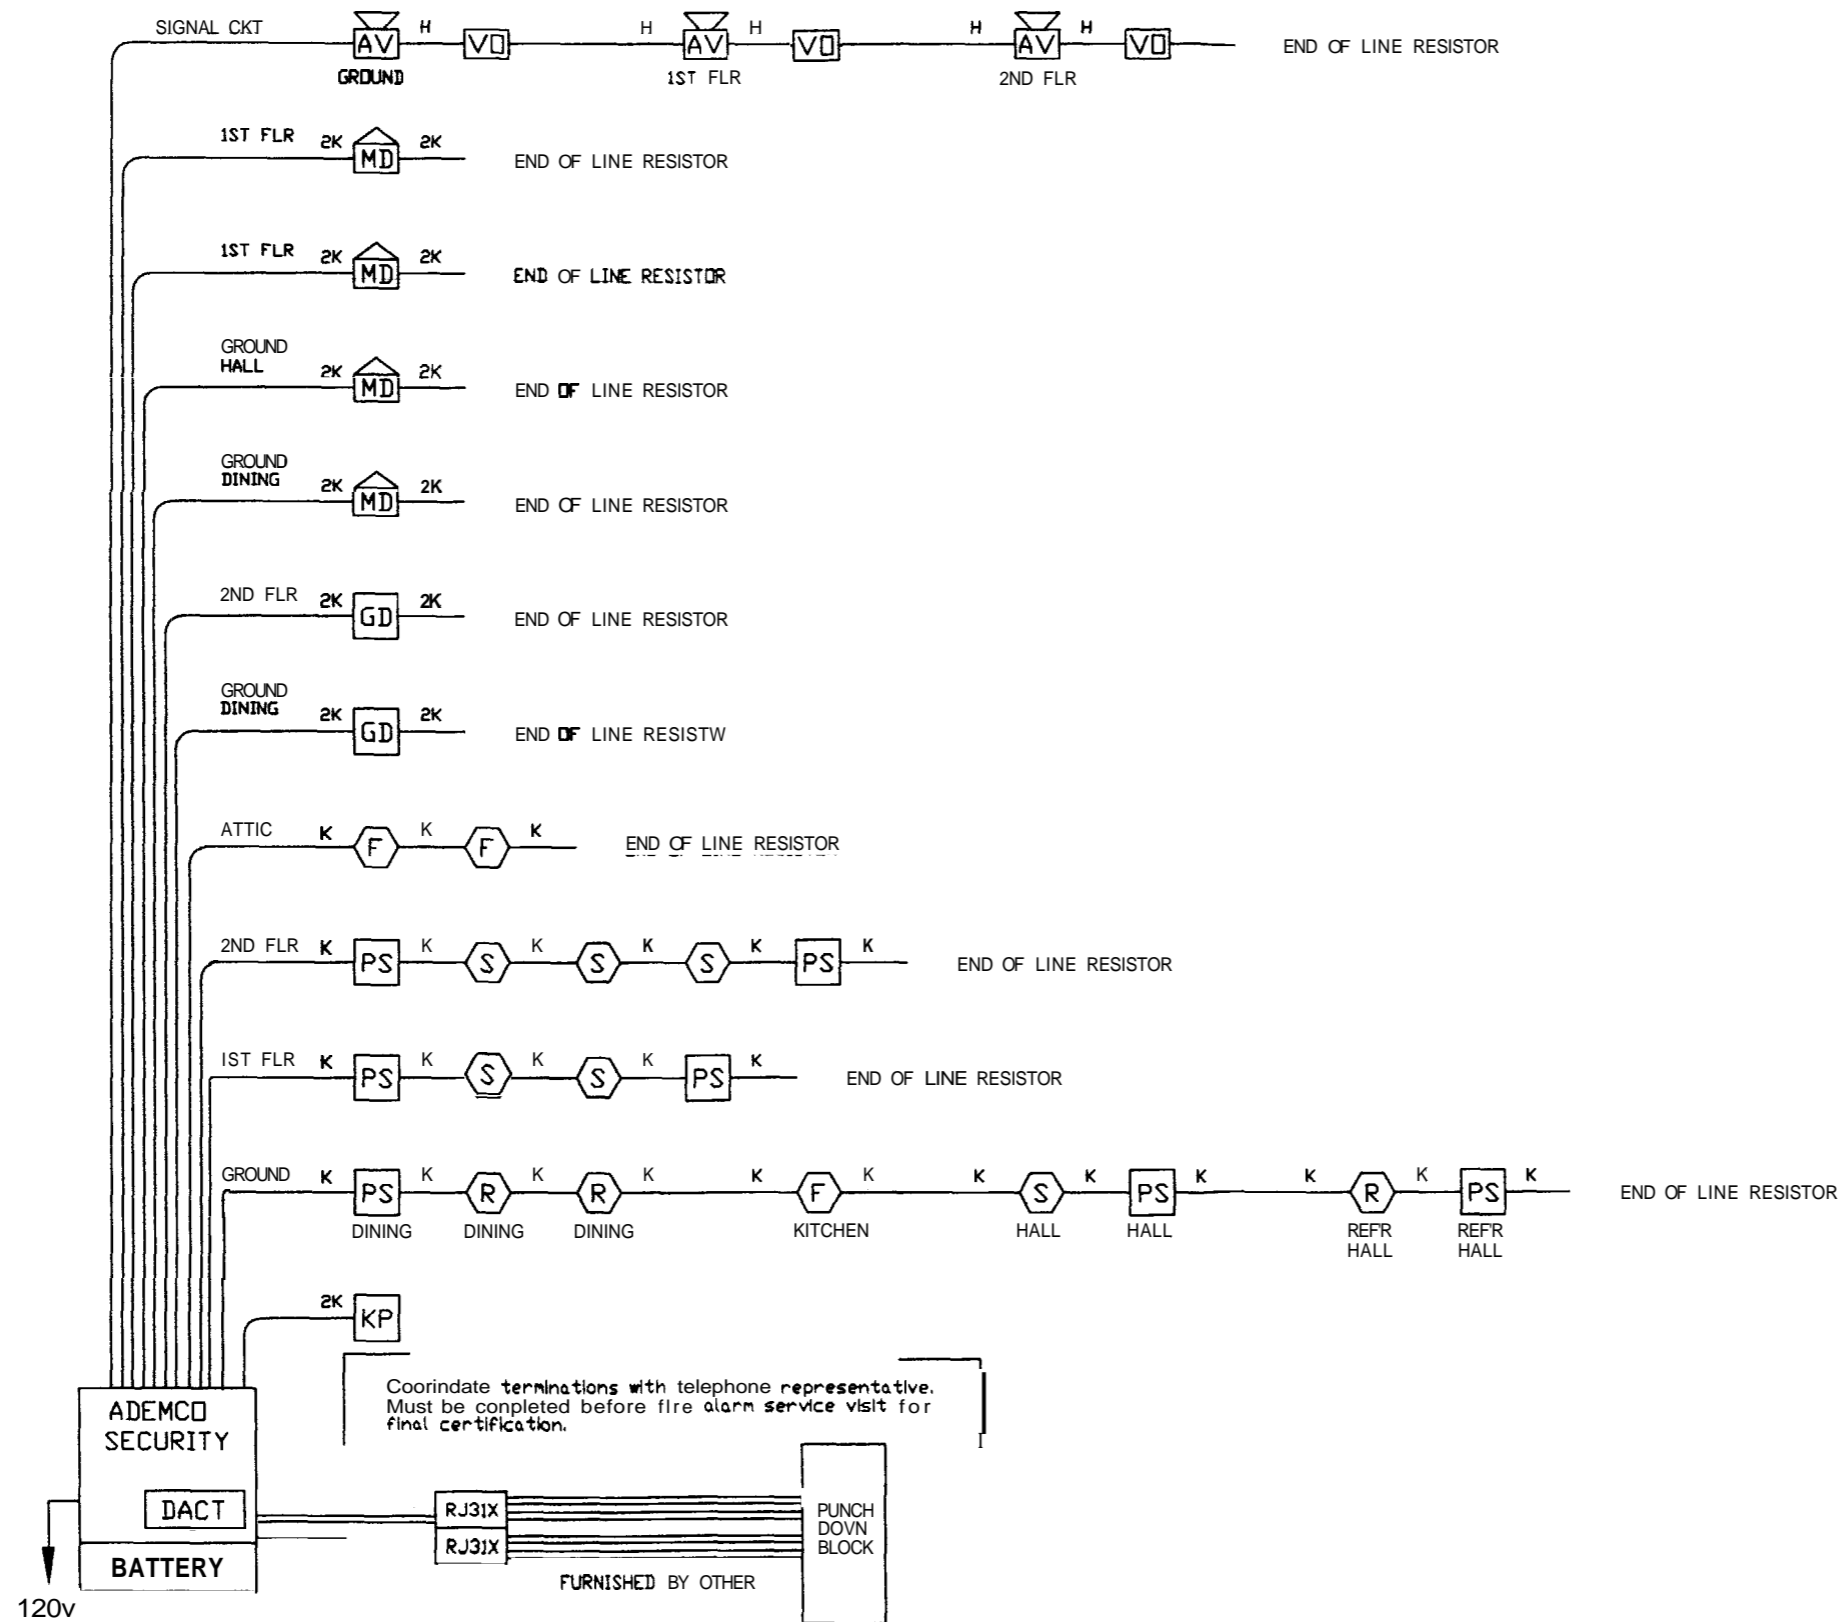 SIGNAL CKT AV H VO H AV H VO H AV H VO END OF LINE RESISTOR
GROUND 1ST FLR 2ND FLR
1ST FLR 2K MD 2K END OF LINE RESISTOR
1ST FLR 2K MD 2K END OF LINE RESISTOR
GROUND
HALL 2K MD 2K END OF LINE RESISTOR
GROUND
DINING 2K MD 2K END OF LINE RESISTOR
2ND FLR 2K GD 2K END OF LINE RESISTOR
GROUND
DINING 2K GD 2K END OF LINE RESISTW
ATTIC K F K F K END OF LINE RESISTOR
2ND FLR K PS K S K S K S K PS K END OF LINE RESISTOR
IST FLR K PS K S K S K PS K END OF LINE RESISTOR
GROUND K PS K R K R K K F K K S K PS K K R K PS K END OF LINE RESISTOR
DINING DINING DINING KITCHEN HALL HALL REF'R REF'R
HALL HALL
2K KP
Coorindate terminations with telephone representative.
Must be conpleted before fire alarm service visit for
final certification.
ADEMCO
SECURITY
DACT
BATTERY
120v
RJ31X
RJ31X
PUNCH
DOVN
BLOCK
FURNISHED BY OTHER